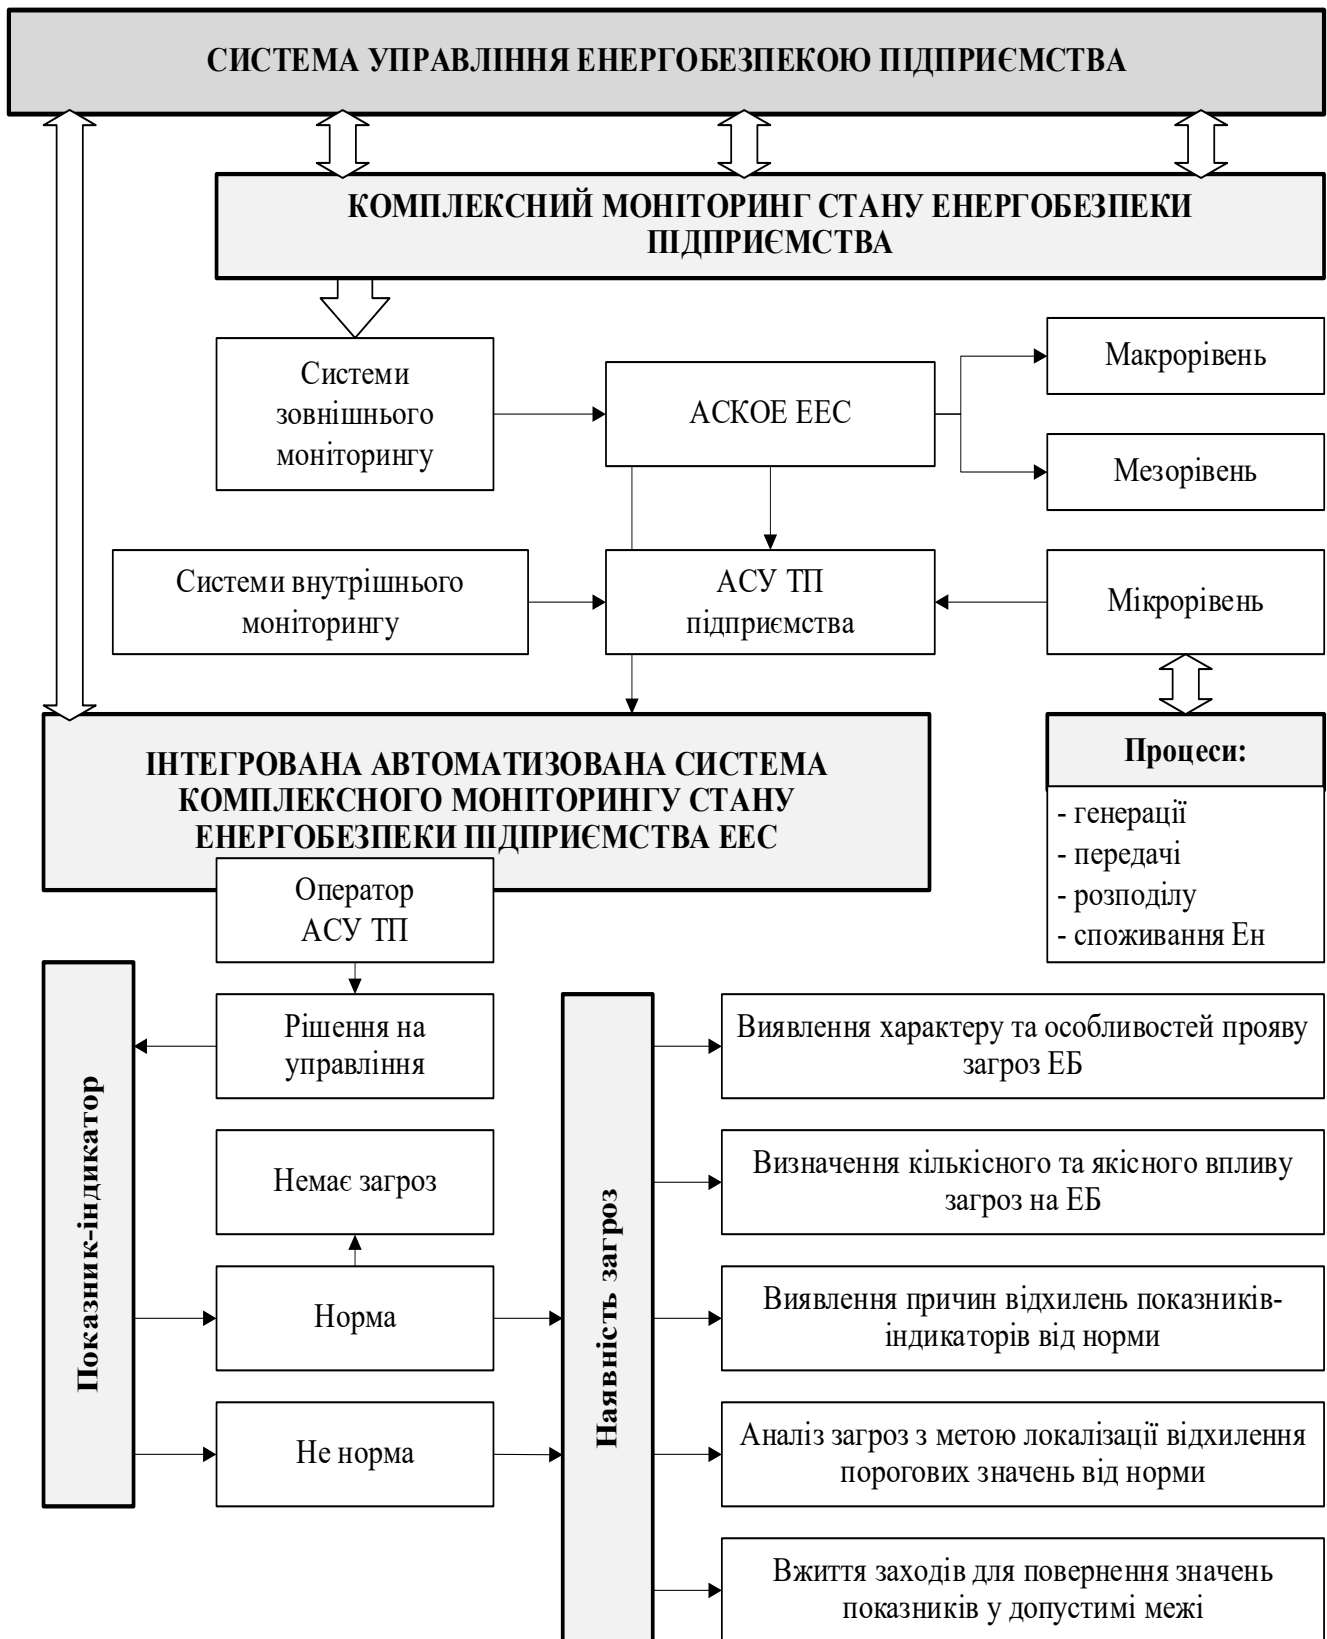 СИСТЕМА УПРАВЛІННЯ ЕНЕРГОБЕЗПЕКОЮ ПІДПРИЄМСТВА
КОМПЛЕКСНИЙ МОНІТОРИНГ СТАНУ ЕНЕРГОБЕЗПЕКИ
ПІДПРИЄМСТВА
Системи
зовнішнього
моніторингу
АСКОЕ ЕЕС
Макрорівень
Мезорівень
Системи внутрішнього
моніторингу
АСУ ТП
підприємства
Мікрорівень
ІНТЕГРОВАНА АВТОМАТИЗОВАНА СИСТЕМА
КОМПЛЕКСНОГО МОНІТОРИНГУ СТАНУ
ЕНЕРГОБЕЗПЕКИ ПІДПРИЄМСТВА ЕЕС
Процеси:
- генерації
- передачі
- розподілу
- споживання Ен
Оператор
АСУ ТП
Показник-індикатор
Рішення на
управління
Немає загроз
Норма
Не норма
Наявність загроз
Виявлення характеру та особливостей прояву
загроз ЕБ
Визначення кількісного та якісного впливу
загроз на ЕБ
Виявлення причин відхилень показників-
індикаторів від норми
Аналіз загроз з метою локалізації відхилення
порогових значень від норми
Вжиття заходів для повернення значень
показників у допустимі межі